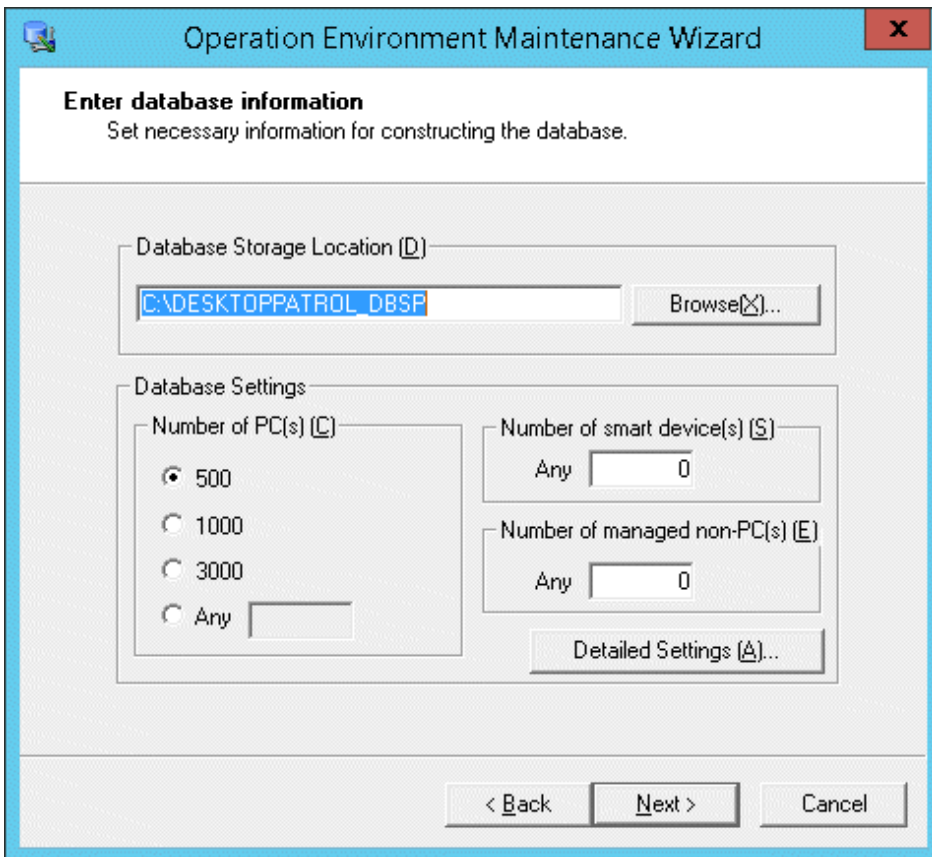 Operation Environment Maintenance Wizard
x
Enter database information
Set necessary information for constructing the database.
Database Storage Location (D)
C:\DESKTOPPATROL_DBSP
Browse(X)...
Database Settings
Number of PC(s) (C)
500
1000
3000
Any
Number of smart device(s) (S)
Any 0
Number of managed non-PC(s) (E)
Any 0
Detailed Settings (A)...
< Back Next > Cancel